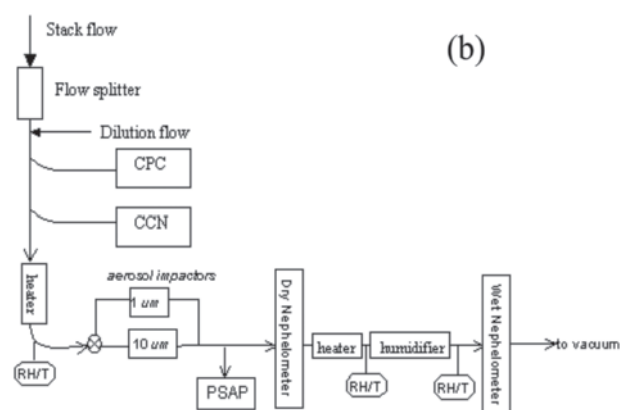 Stack flow
(b)
Flow splitter
Dilution flow
CPC
CCN
heater
aerosol impactors
1 um
10 um
RH/T
PSAP
Dry Nephelometer
heater
humidifier
RH/T
RH/T
Wet Nephelometer
to vacuum